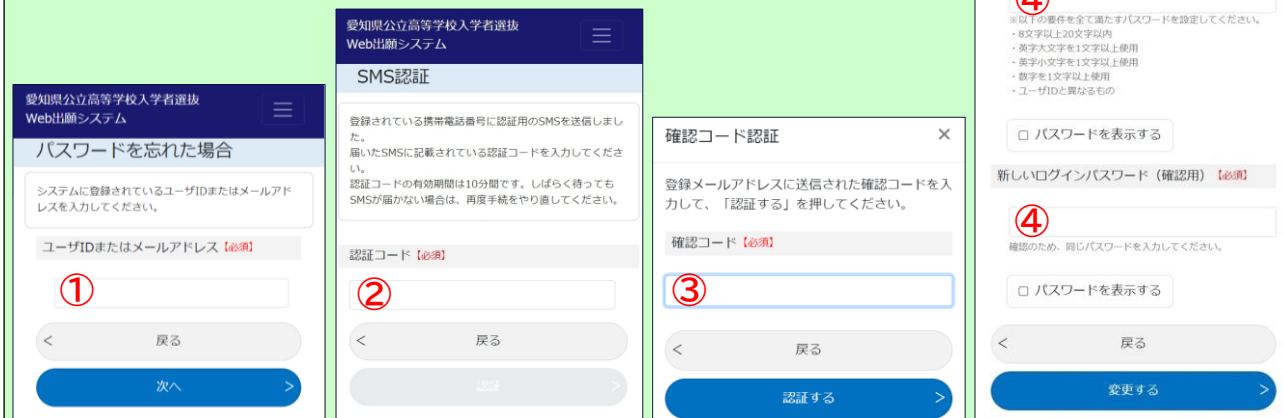 愛知県公立高等学校入学者選抜
Web出願システム
パスワードを忘れた場合
システムに登録されているユーザIDまたはメールアド
レスを入力してください。
ユーザIDまたはメールアドレス【必須】
①
< 戻る
次へ >
愛知県公立高等学校入学者選抜
Web出願システム
SMS認証
登録されている携帯電話番号に認証用のSMSを送信しまし
た。
届いたSMSに記載されている認証コードを入力してくださ
い。
認証コードの有効期間は10分間です。しばらく待っても
SMSが届かない場合は、再度手続をやり直してください。
認証コード【必須】
②
< 戻る
認証 >
確認コード認証 ×
登録メールアドレスに送信された確認コードを入
力して、「認証する」を押してください。
確認コード【必須】
③
< 戻る
認証する >
④
※以下の要件を全て満たすパスワードを設定してください。
・8文字以上20文字以内
・英字大文字を1文字以上使用
・英字小文字を1文字以上使用
・数字を1文字以上使用
・ユーザIDと異なるもの
パスワードを表示する
新しいログインパスワード（確認用）【必須】
④
確認のため、同じパスワードを入力してください。
パスワードを表示する
< 戻る
変更する >